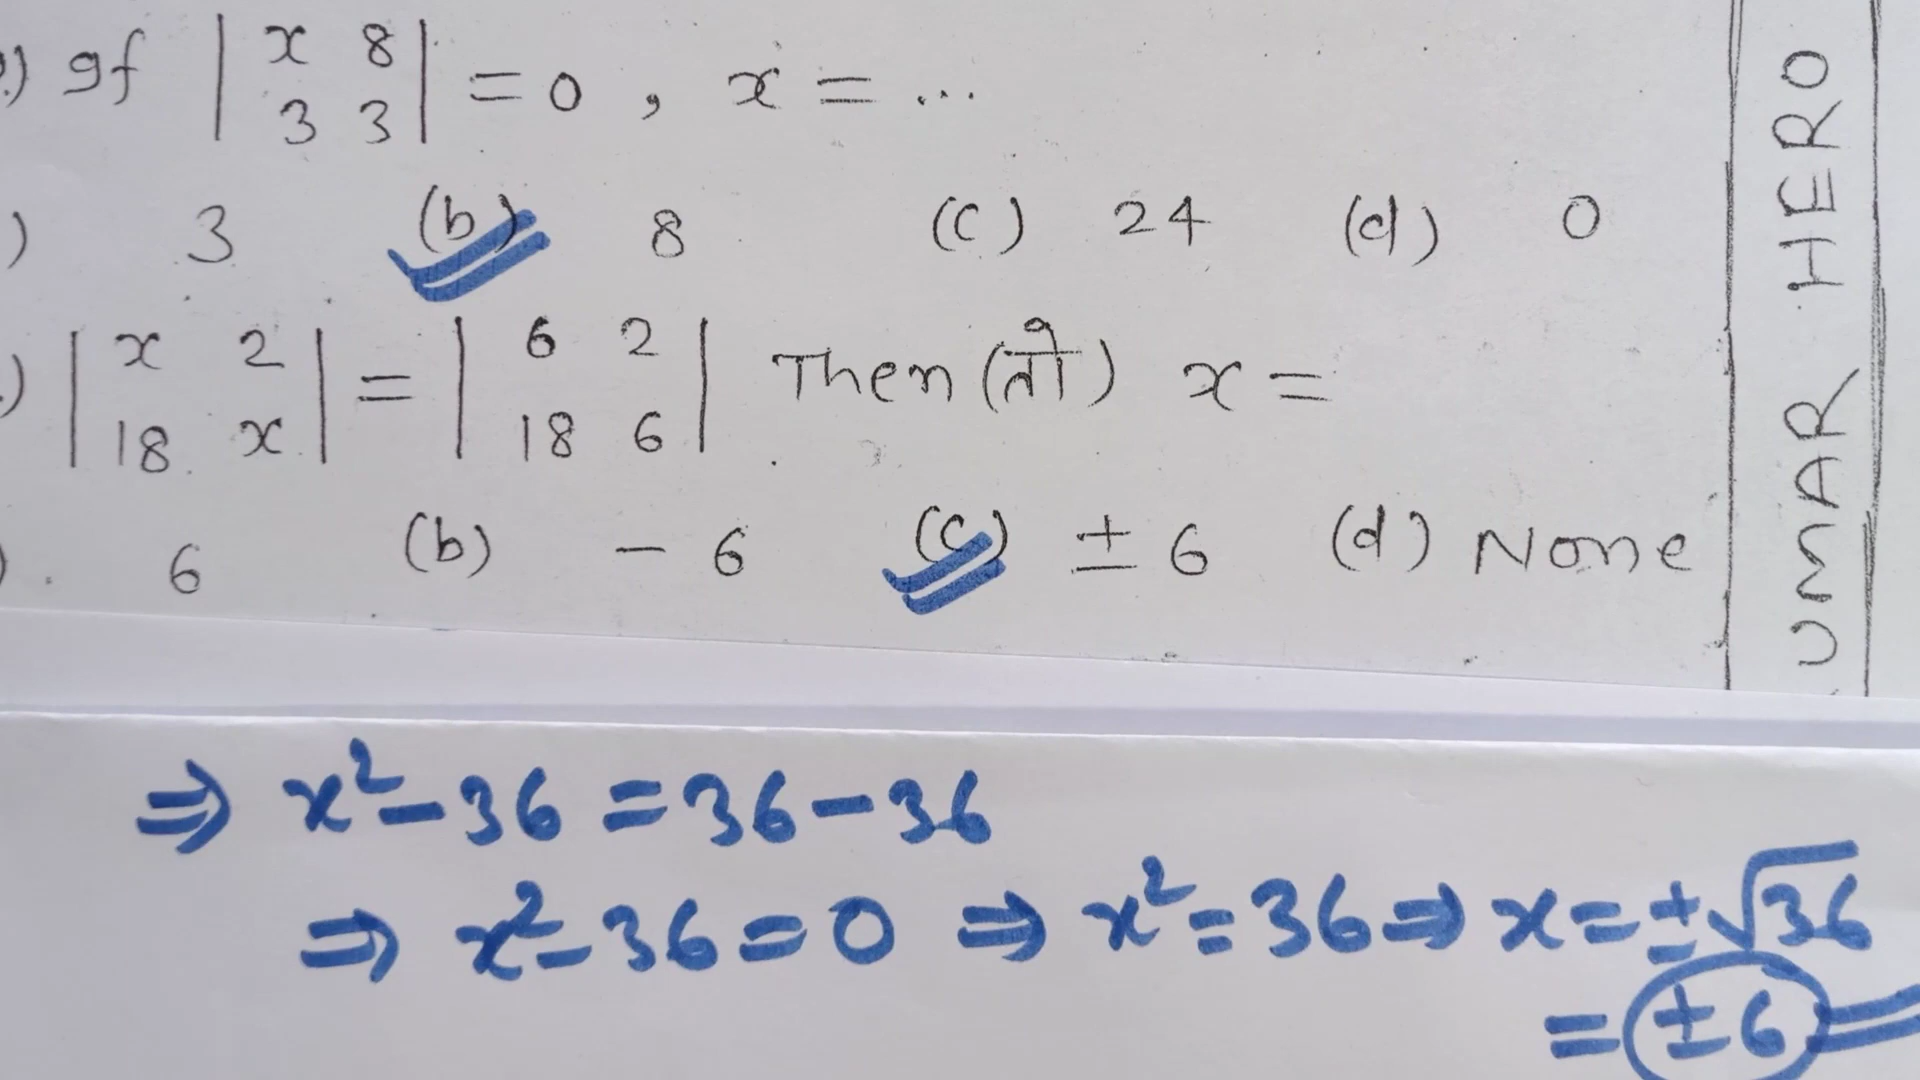 .) If | x 8 | = 0 , x = ...
| 3 3 |
) 3 (b) 8 (c) 24 (d) 0
.) | x 2 | = | 6 2 | Then (तो) x =
| 18 x | | 18 6 |
). 6 (b) - 6 (c) ± 6 (d) None
⇒ x² - 36 = 36 - 36
⇒ x² - 36 = 0 ⇒ x² = 36 ⇒ x = ± √36
= ± 6
UMAR HERO